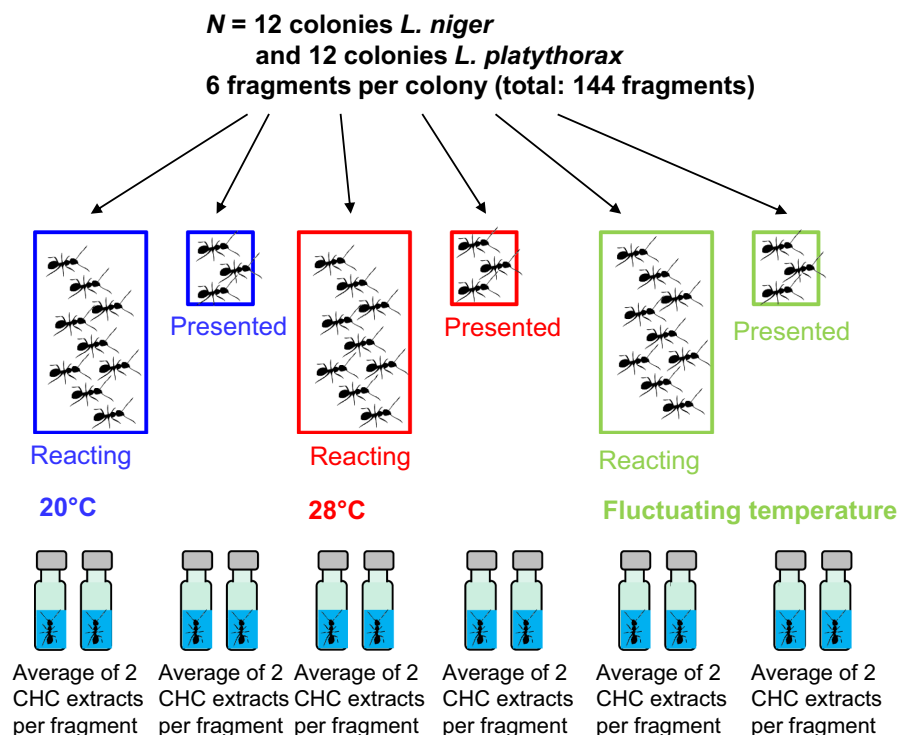 N = 12 colonies L. niger
and 12 colonies L. platythorax
6 fragments per colony (total: 144 fragments)
Presented
Presented
Presented
Reacting
Reacting
Reacting
20°C
28°C
Fluctuating temperature
Average of 2
CHC extracts
per fragment
Average of 2
CHC extracts
per fragment
Average of 2
CHC extracts
per fragment
Average of 2
CHC extracts
per fragment
Average of 2
CHC extracts
per fragment
Average of 2
CHC extracts
per fragment